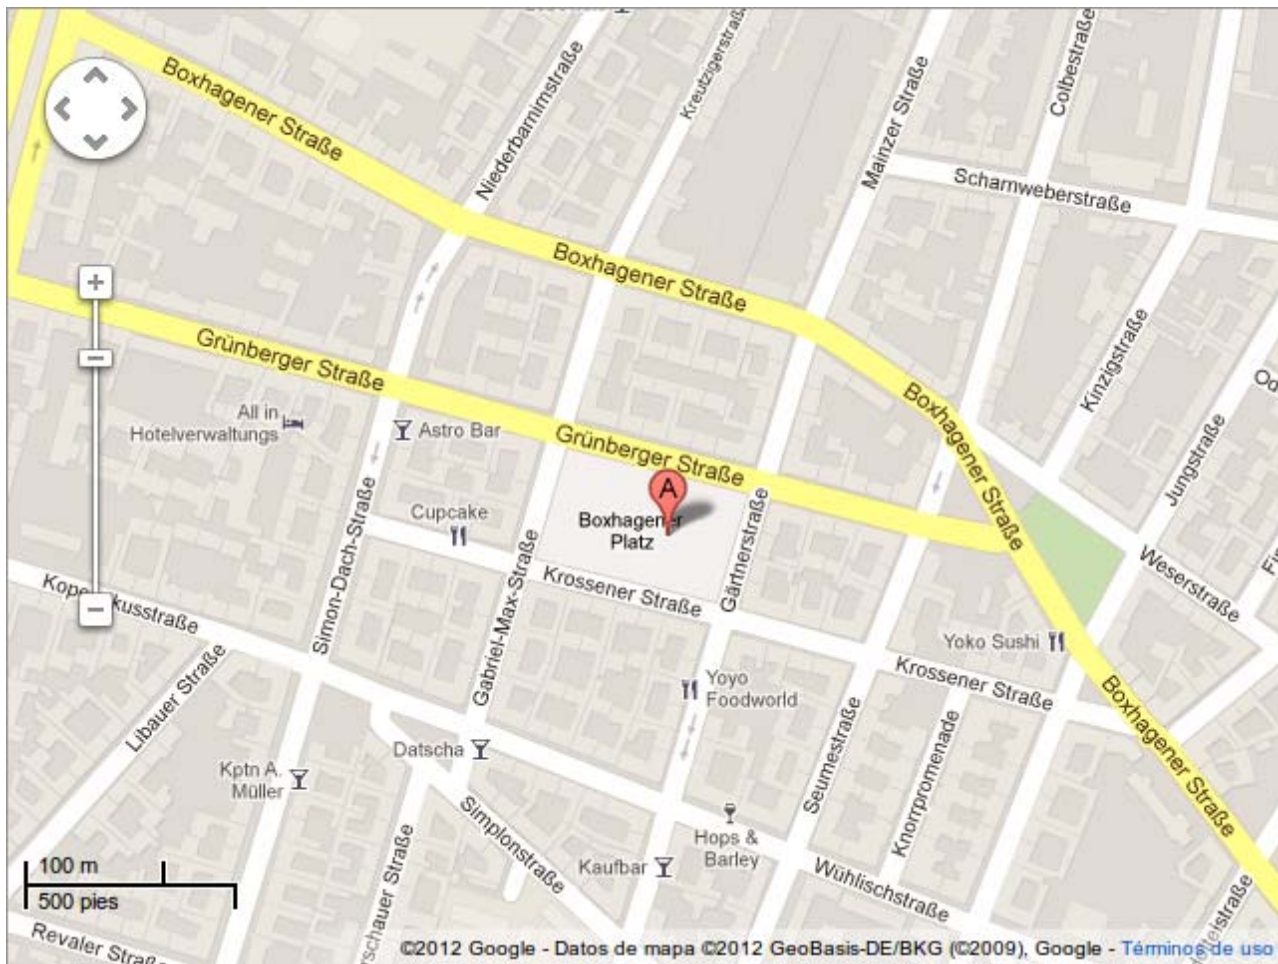 Boxhagener Straße
Niederbarnimstraße
Kreutzigerstraße
Mainzer Straße
Colbestraße
Scharnweberstraße
Boxhagener Straße
Grünberger Straße
All in
Hotelverwaltungs
Astro Bar
Grünberger Straße
Boxhagener Straße
Kinzigstraße
Jungstraße
A
Boxhagener
Platz
Cupcake
Simon-Dach-Straße
Gabriel-Max-Straße
Krossener Straße
Gärtnerstraße
Weserstraße
Yoko Sushi
Krossener Straße
Boxhagener Straße
Libauer Straße
Yoyo
Foodworld
Datscha
Kptn A.
Müller
Simplonstraße
Seumestraße
Knorrpromenade
Hops &
Barley
Kaufbar
Wühlischstraße
100 m
500 pies
Revaler Straße
©2012 Google - Datos de mapa ©2012 GeoBasis-DE/BKG (©2009), Google - Términos de uso